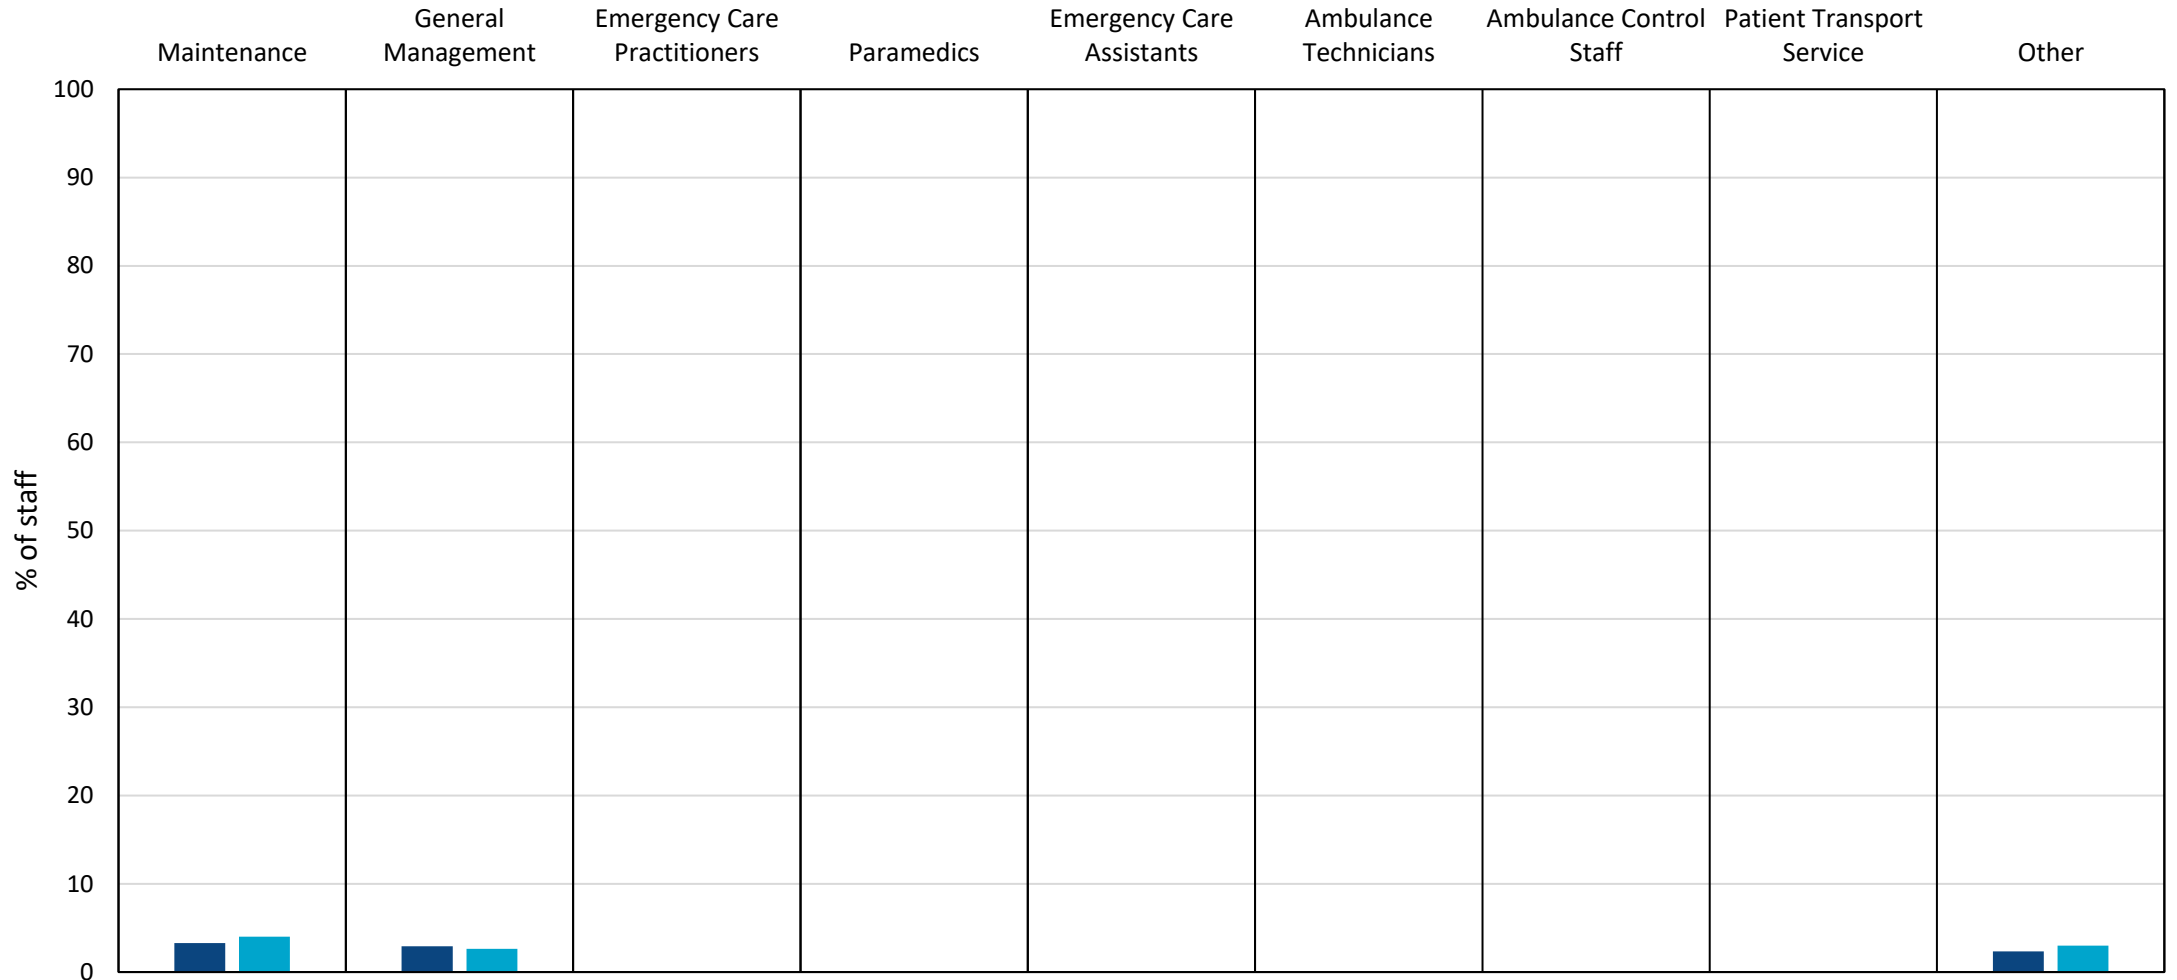 Maintenance
General
Management
Emergency Care
Practitioners
Paramedics
Emergency Care
Assistants
Ambulance
Technicians
Ambulance Control
Staff
Patient Transport
Service
Other
100
90
80
70
60
50
40
30
20
10
0
% of staff